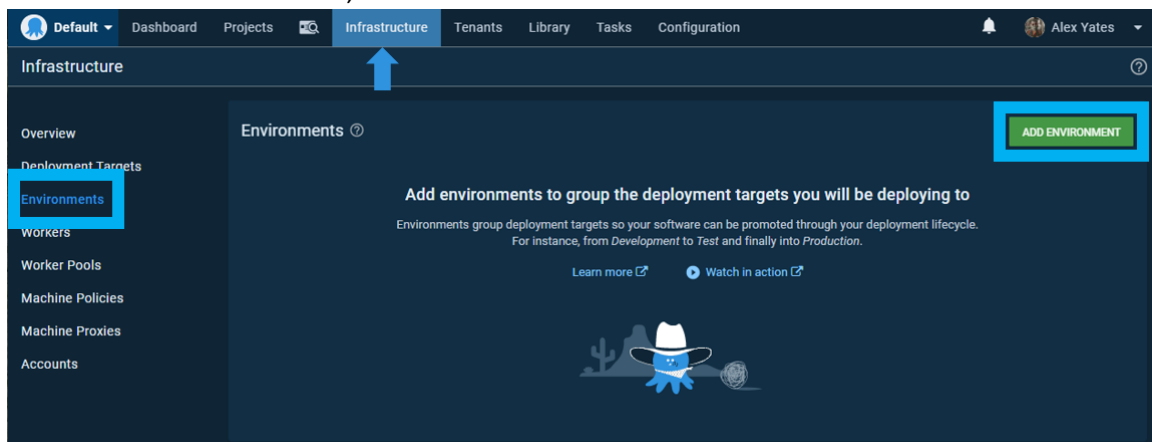 Default Dashboard Projects Infrastructure Tenants Library Tasks Configuration Alex Yates
Infrastructure
Overview
Deployment Targets
Environments
Workers
Worker Pools
Machine Policies
Machine Proxies
Accounts
Environments
ADD ENVIRONMENT
Add environments to group the deployment targets you will be deploying to
Environments group deployment targets so your software can be promoted through your deployment lifecycle.
For instance, from Development to Test and finally into Production.
Learn more Watch in action